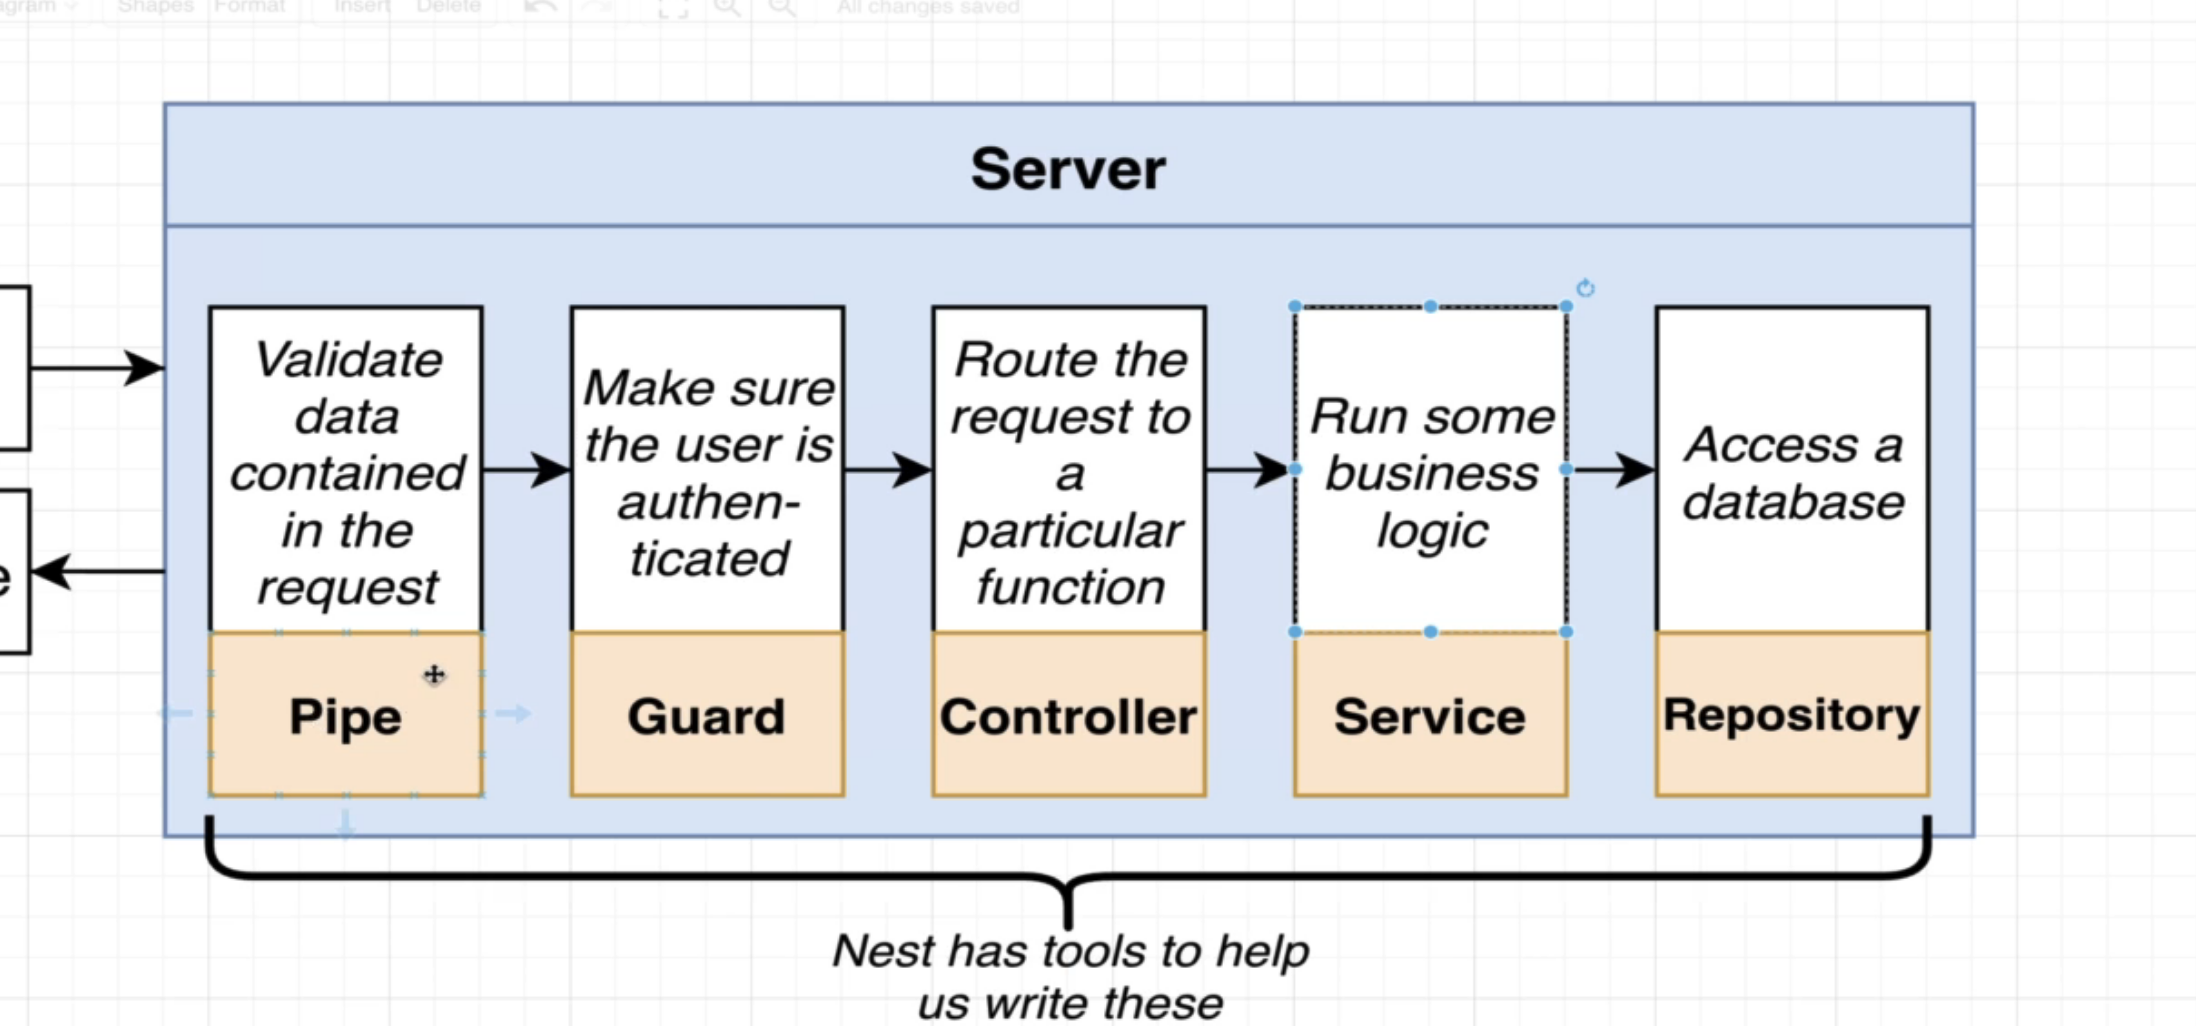 agram
Shapes
Format
Insert
Delete
All changes saved
Server
Validate
data
contained
in the
request
Pipe
Make sure
the user is
authen-
ticated
Guard
Route the
request to
a
particular
function
Controller
Run some
business
logic
Service
Access a
database
Repository
e
Nest has tools to help
us write these